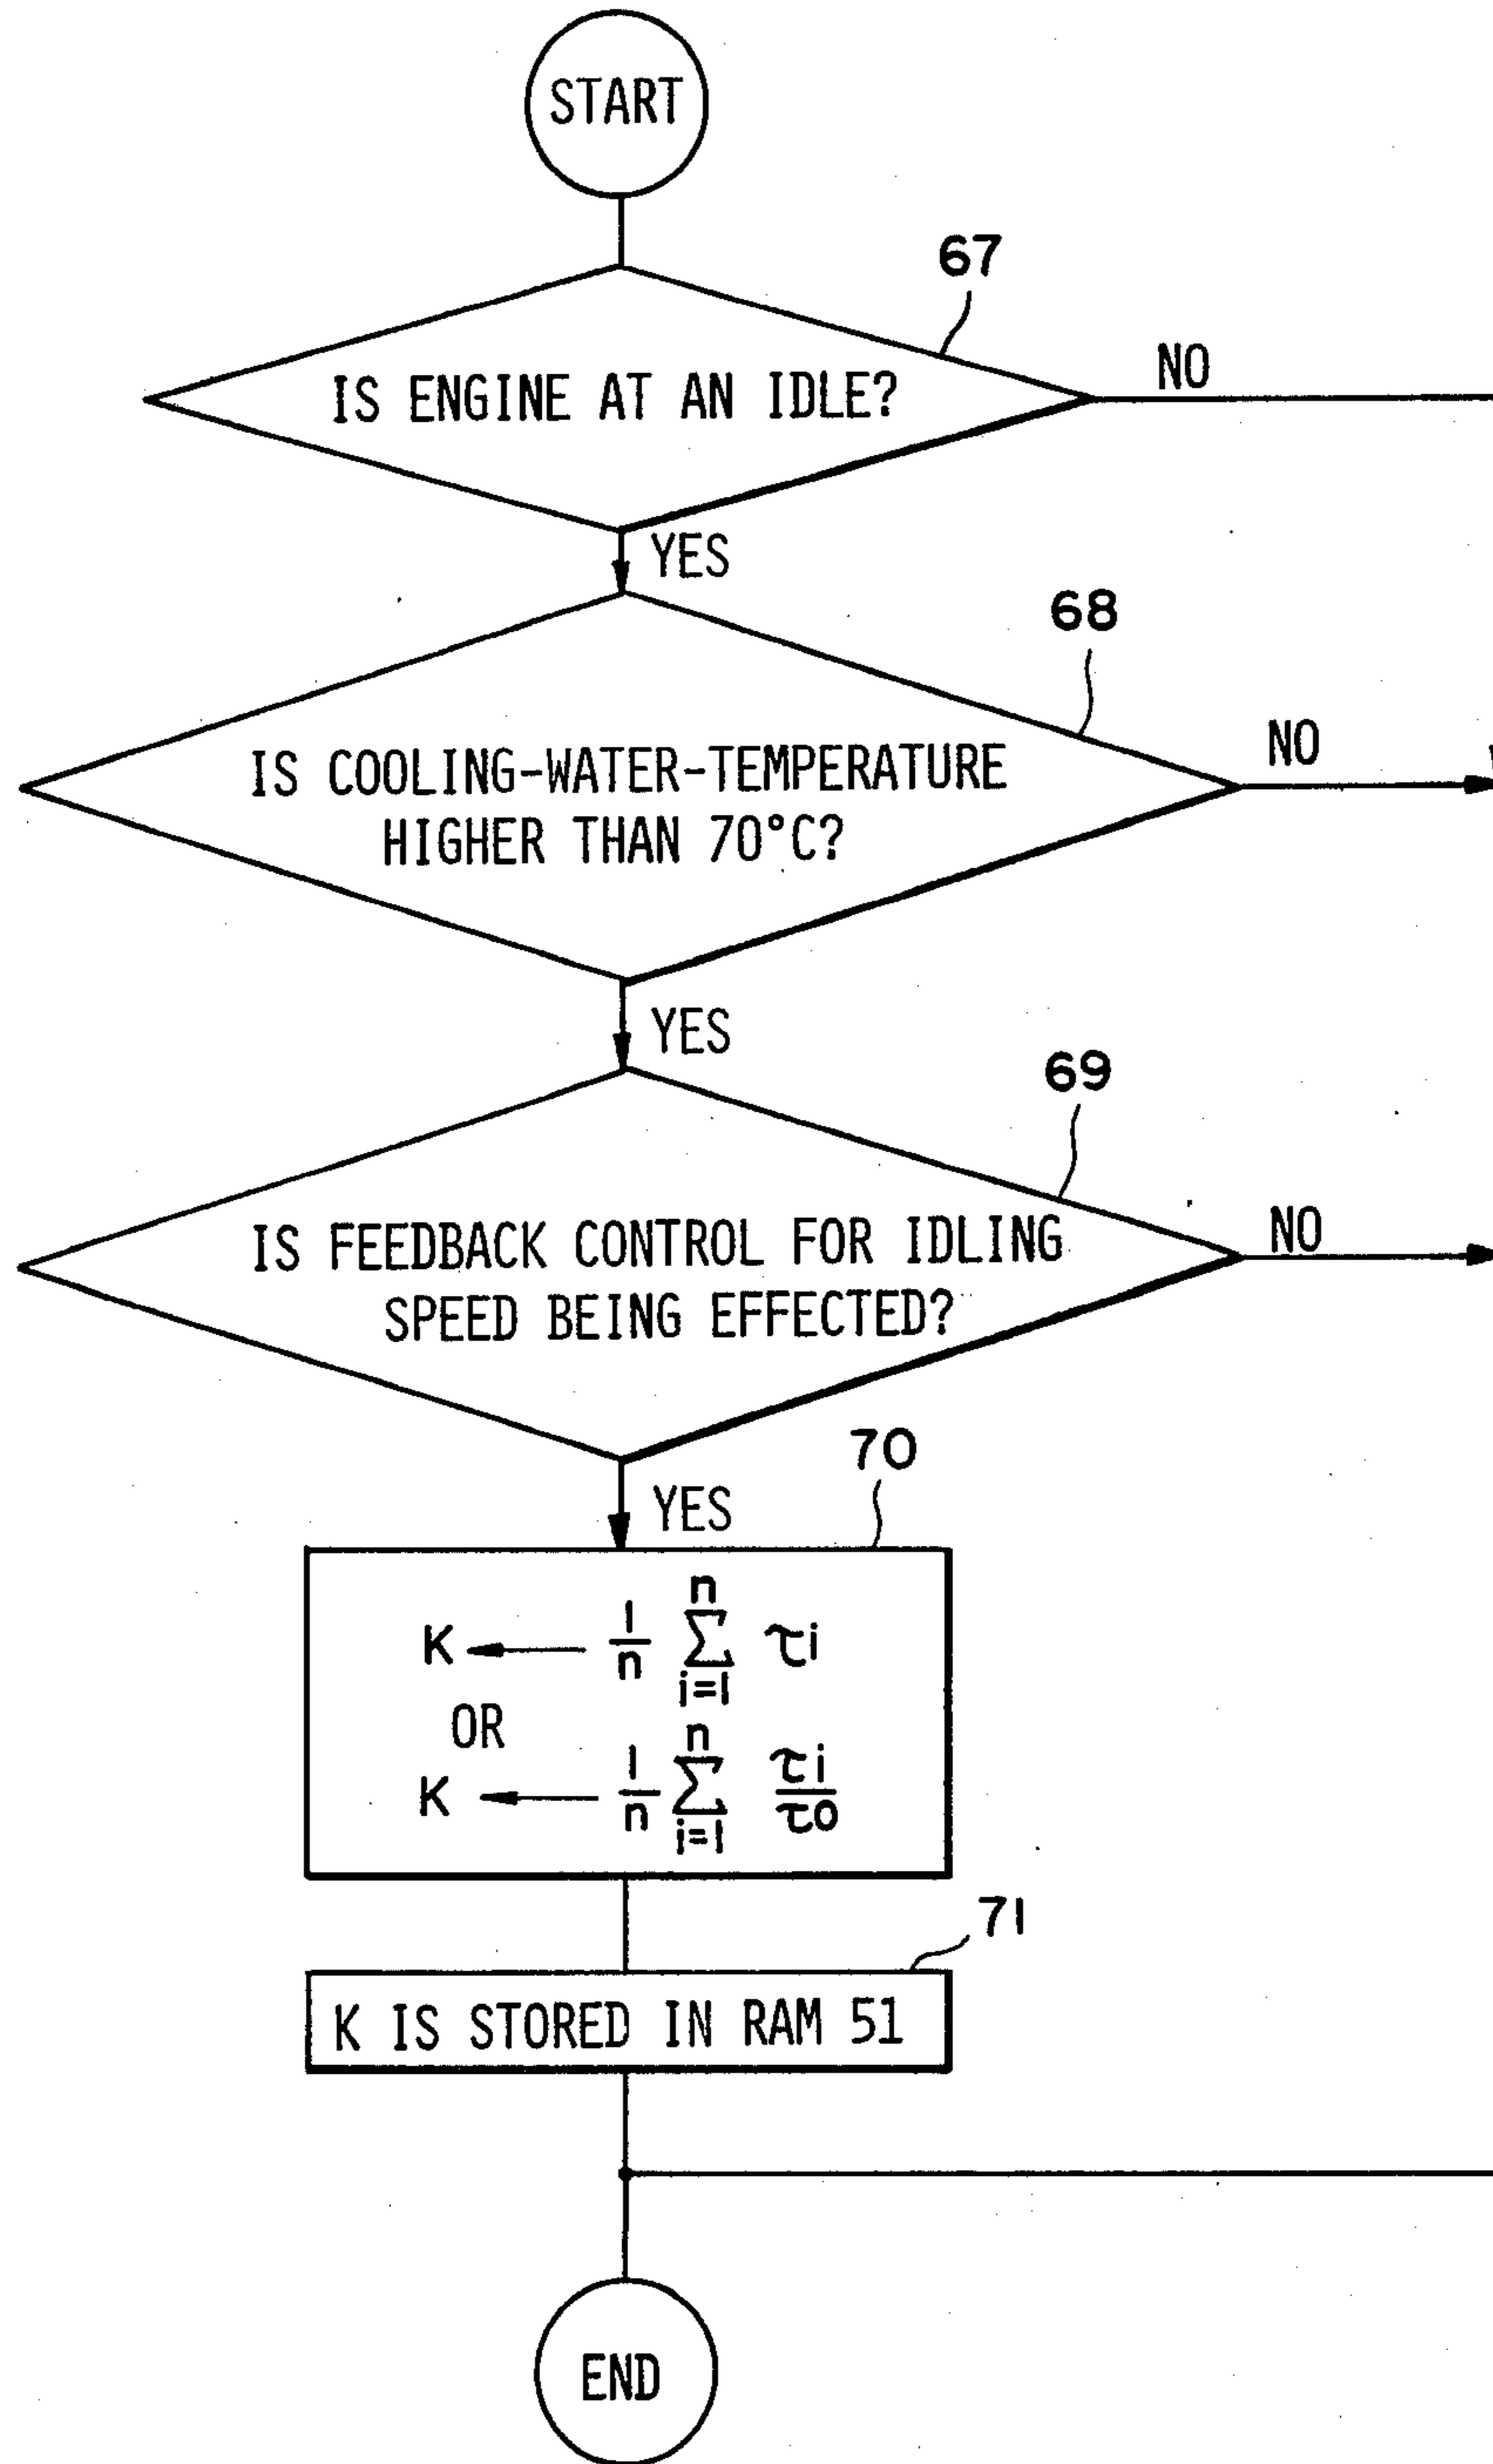 START
67
IS ENGINE AT AN IDLE?
NO
YES
68
IS COOLING-WATER-TEMPERATURE
HIGHER THAN 70°C?
NO
YES
69
IS FEEDBACK CONTROL FOR IDLING
SPEED BEING EFFECTED?
NO
YES
70
K ← 1/n n Σ i=1 τi
OR
K ← 1/n n Σ i=1 τi/τ0
71
K IS STORED IN RAM 51
END